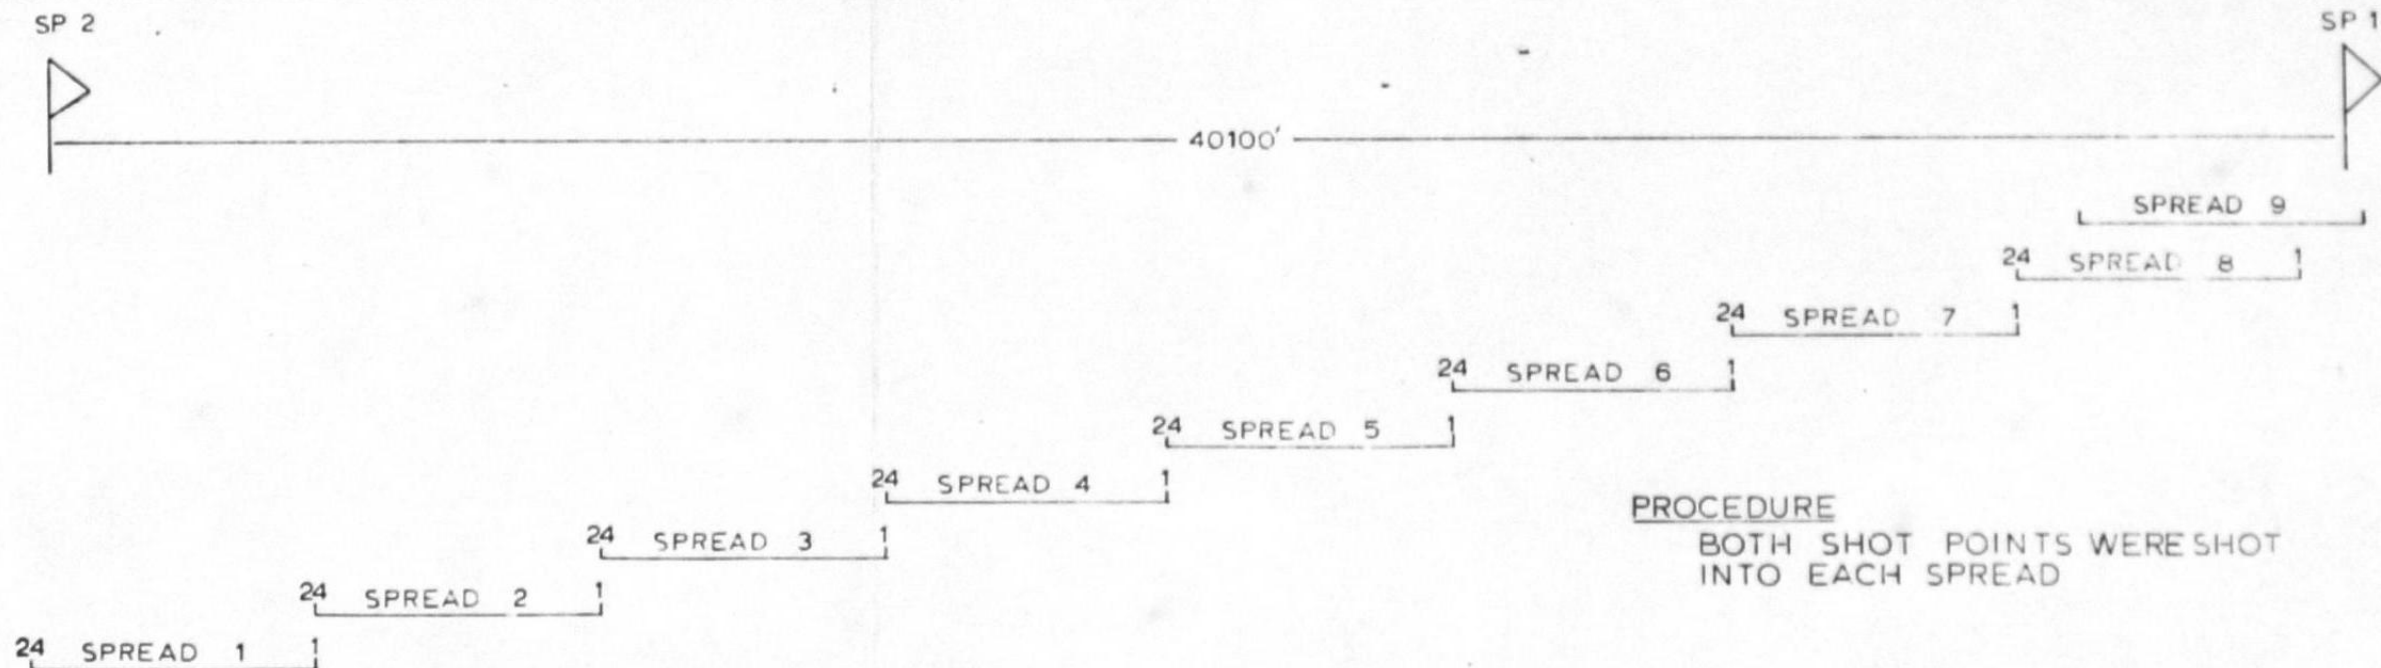 SP 2
SP 1
40100'
SPREAD 9
24 SPREAD 8 1
24 SPREAD 7 1
24 SPREAD 6 1
24 SPREAD 5 1
24 SPREAD 4 1
24 SPREAD 3 1
24 SPREAD 2 1
24 SPREAD 1 1
PROCEDURE
BOTH SHOT POINTS WERE SHOT
INTO EACH SPREAD